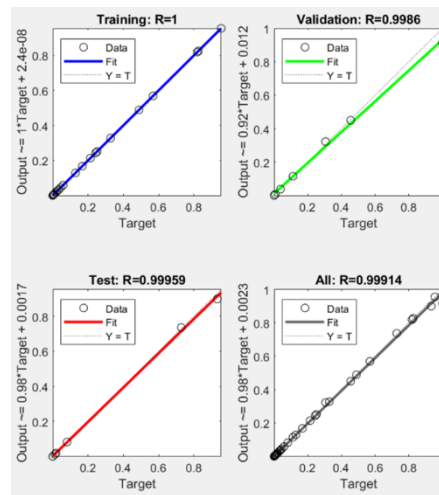 Training: R=1
Output ~= 1*Target + 2.4e-08
Data
Fit
Y = T
0.8
0.6
0.4
0.2
0.2 0.4 0.6 0.8
Target
Validation: R=0.9986
Output ~= 0.92*Target + 0.012
Data
Fit
Y = T
1
0.8
0.6
0.4
0.2
0
0 0.5 1
Target
Test: R=0.99959
Output ~= 0.98*Target + 0.0017
Data
Fit
Y = T
0.8
0.6
0.4
0.2
0
0.2 0.4 0.6 0.8
Target
All: R=0.99914
Output ~= 0.98*Target + 0.0023
Data
Fit
Y = T
1
0.8
0.6
0.4
0.2
0
0.2 0.4 0.6 0.8
Target